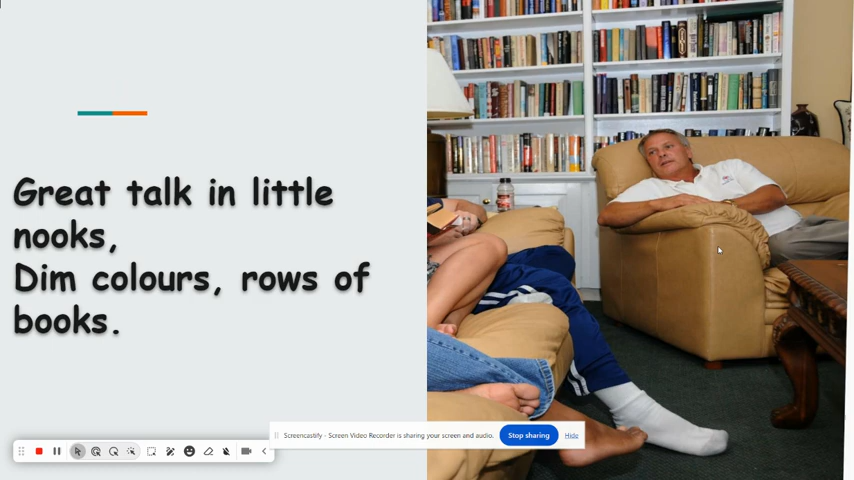 Great talk in little
nooks,
Dim colours, rows of
books.
Screencastify - Screen Video Recorder is sharing your screen and audio.
Stop sharing
Hide